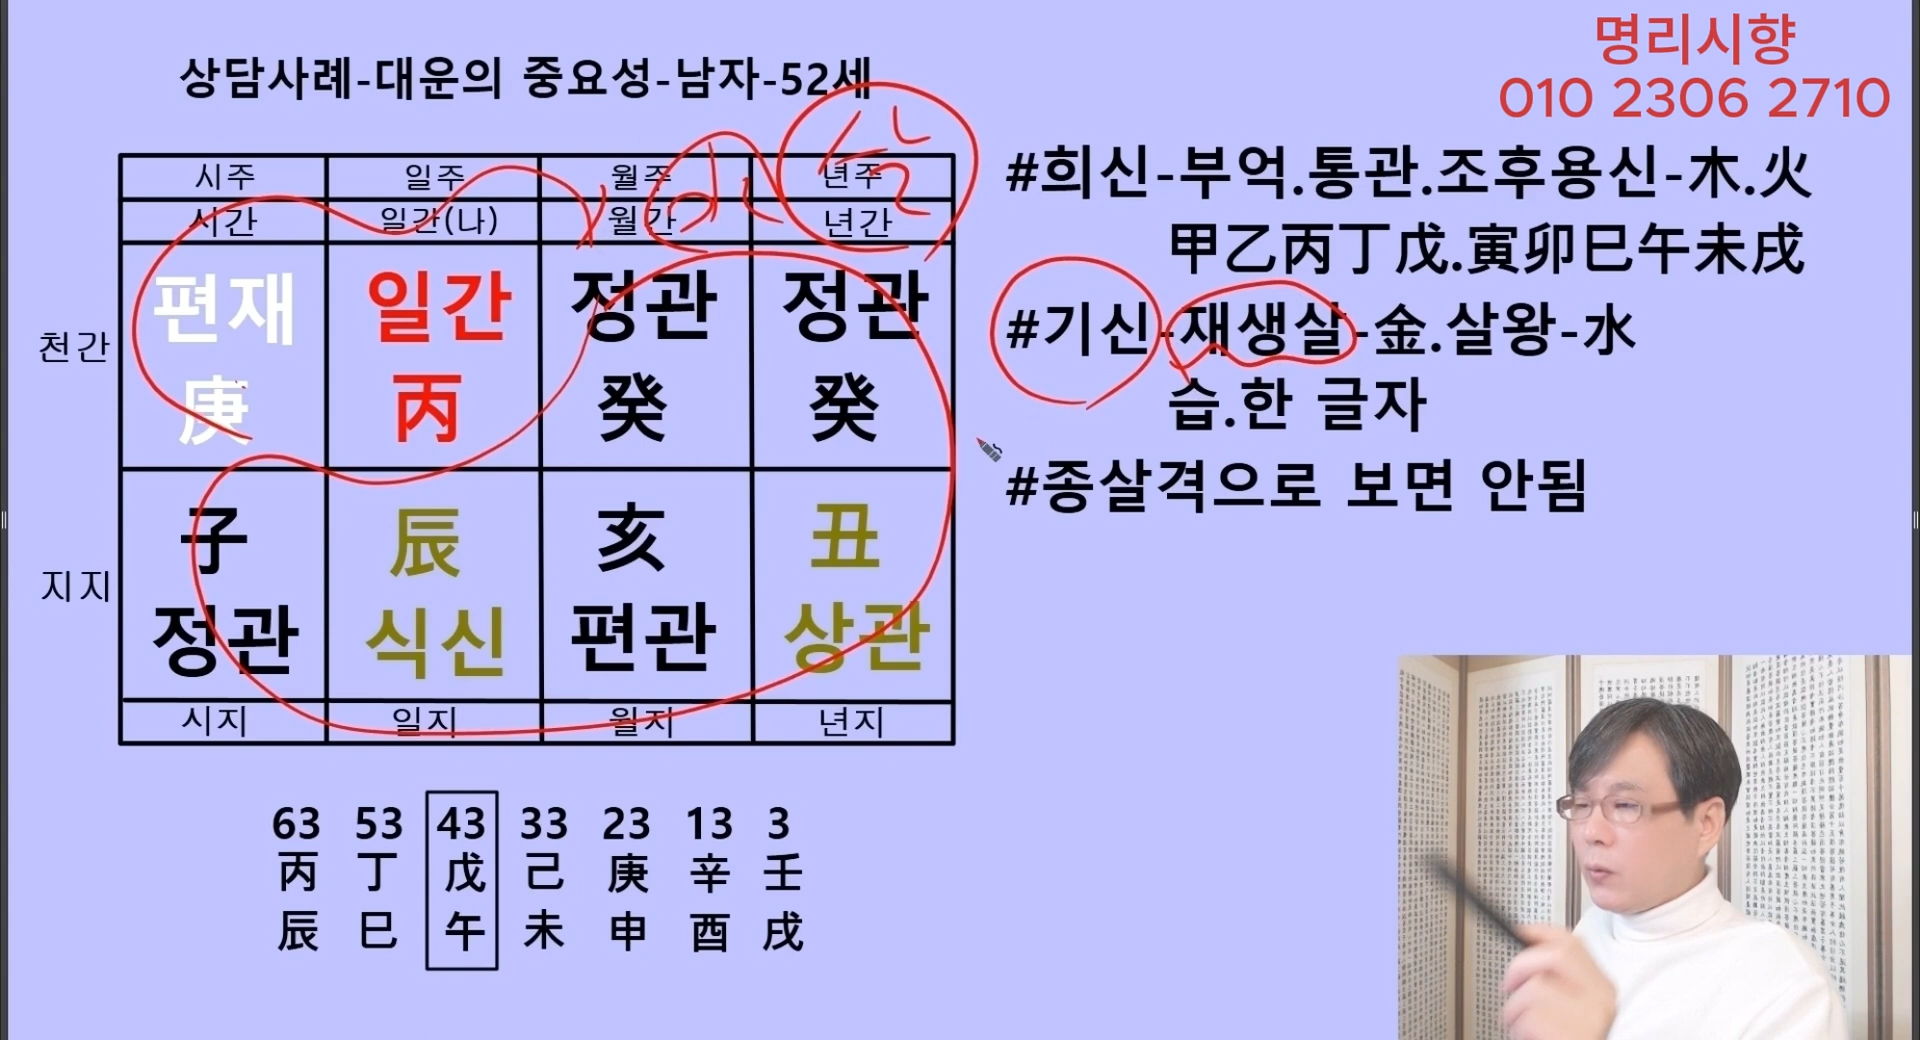 명리시향
010 2306 2710
상담사례-대운의 중요성-남자-52세
시주 일주 월주 년주
시간 일간(나) 월간 년간
천간
편재 일간 정관 정관
庚 丙 癸 癸
지지
子 辰 亥 丑
정관 식신 편관 상관
시지 일지 월지 년지
63 53 43 33 23 13 3
丙 丁 戊 己 庚 辛 壬
辰 巳 午 未 申 酉 戌
#희신-부억.통관.조후용신-木.火
甲乙丙丁戊.寅卯巳午未戌
#기신-재생살-金.살왕-水
습.한 글자
#종살격으로 보면 안됨